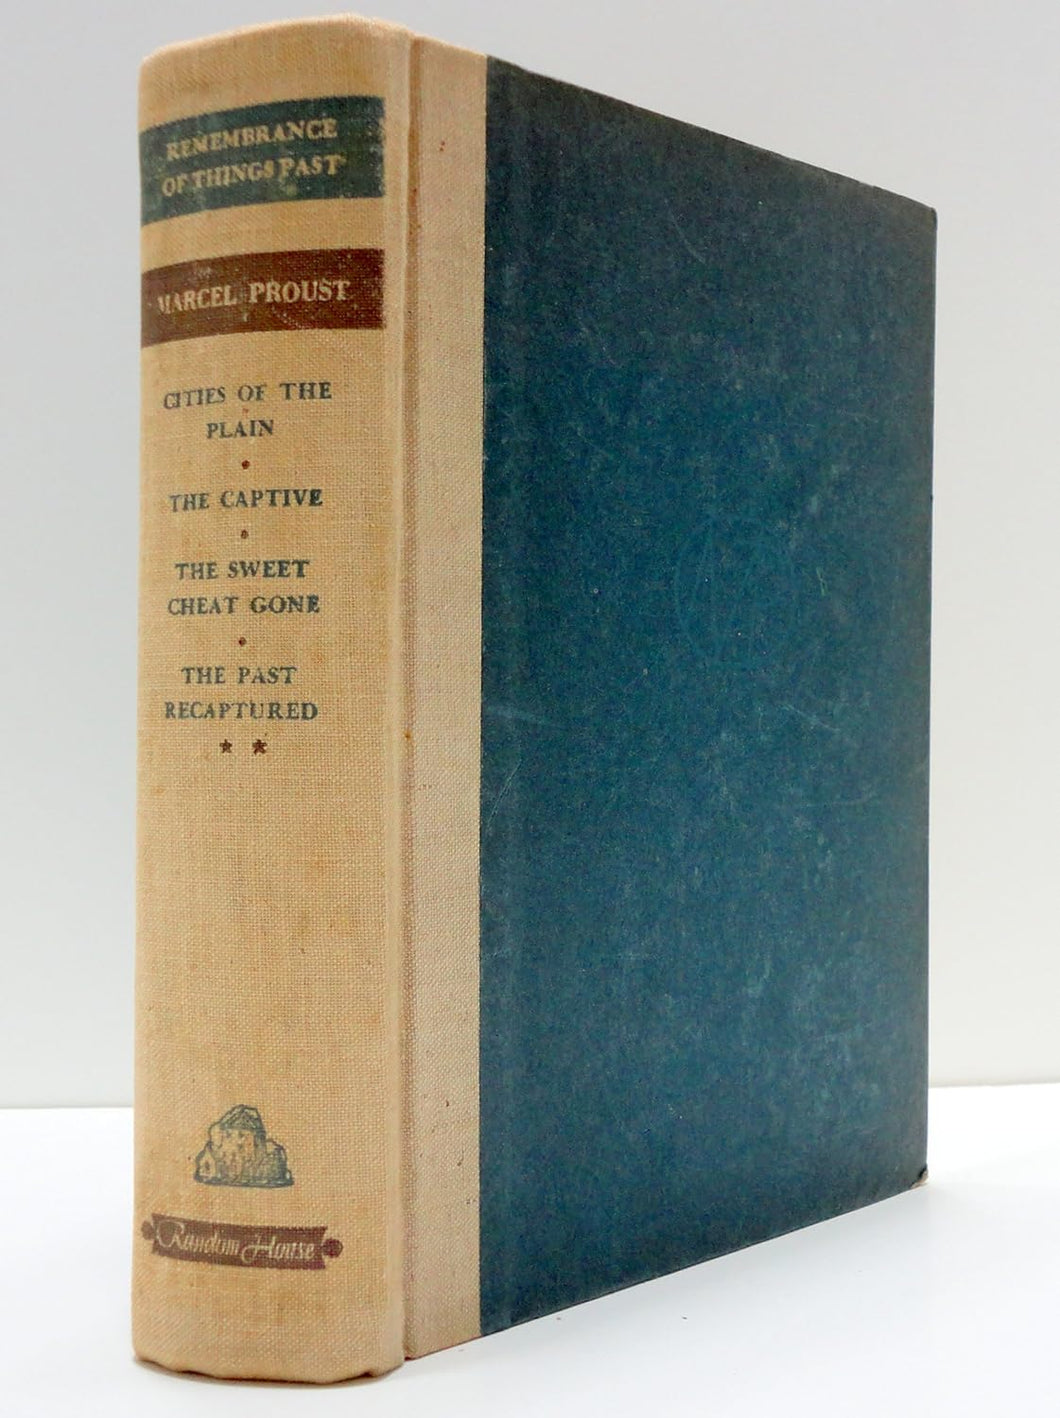 REMEMBRANCE
OF THINGS PAST
MARCEL PROUST
CITIES OF THE
PLAIN
•
THE CAPTIVE
•
THE SWEET
CHEAT GONE
•
THE PAST
RECAPTURED
★ ★
Random House